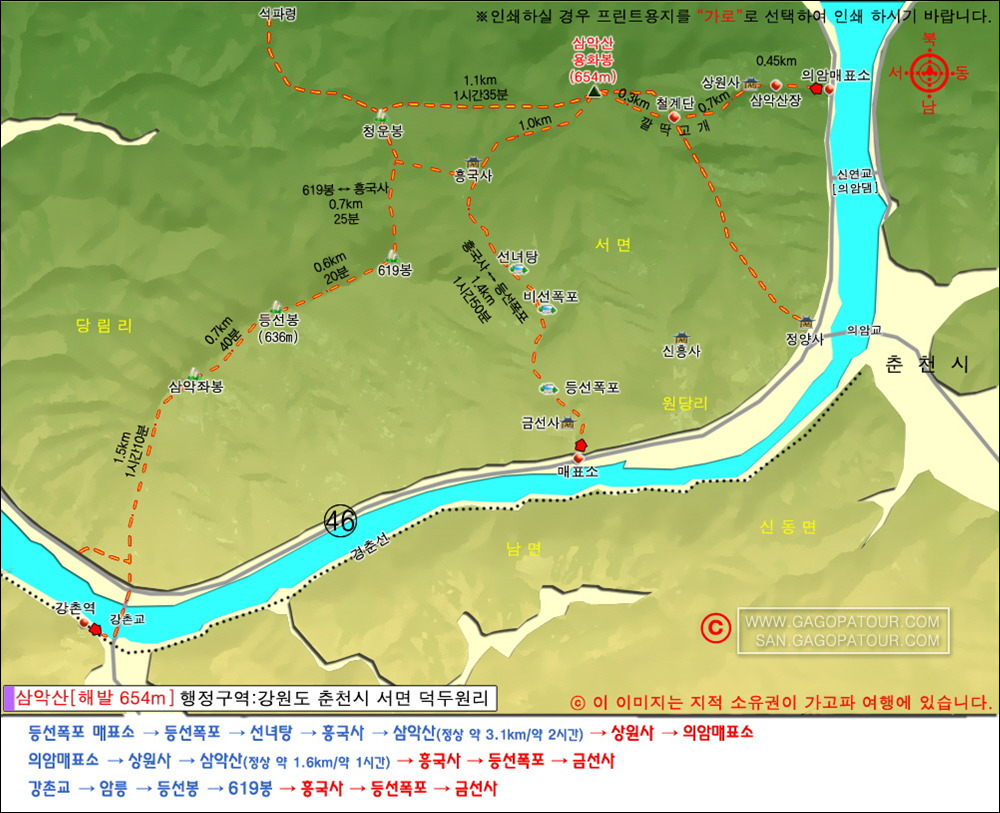 석파령
※인쇄하실 경우 프린트용지를 "가로"로 선택하여 인쇄 하시기 바랍니다.
북
서 동
남
삼악산
용화봉
(654m)
0.45km
의암매표소
상원사
삼악산장
1.1km
1시간35분
0.3km
철계단
0.7km
깔딱고개
청운봉
1.0km
흥국사
신연교
[의암댐]
619봉 ↔ 흥국사
0.7km
25분
서 면
선녀탕
흥국사 ↔ 등선폭포
1.4km
1시간50분
0.6km
20분
619봉
비선폭포
당 림 리
0.7km
40분
등선봉
(636m)
신흥사
정양사
의암교
춘 천 시
삼악좌봉
등선폭포
원당리
금선사
1.5km
1시간10분
매표소
46
경춘선
남 면
신 동 면
강촌역
강촌교
ⓒ
WWW.GAGOPATOUR.COM
SAN.GAGOPATOUR.COM
삼악산[해발 654m] 행정구역:강원도 춘천시 서면 덕두원리
ⓒ 이 이미지는 지적 소유권이 가고파 여행에 있습니다.
등선폭포 매표소 → 등선폭포 → 선녀탕 → 흥국사 → 삼악산(정상 약 3.1km/약 2시간) → 상원사 → 의암매표소
의암매표소 → 상원사 → 삼악산(정상 약 1.6km/약 1시간) → 흥국사 → 등선폭포 → 금선사
강촌교 → 암릉 → 등선봉 → 619봉 → 흥국사 → 등선폭포 → 금선사